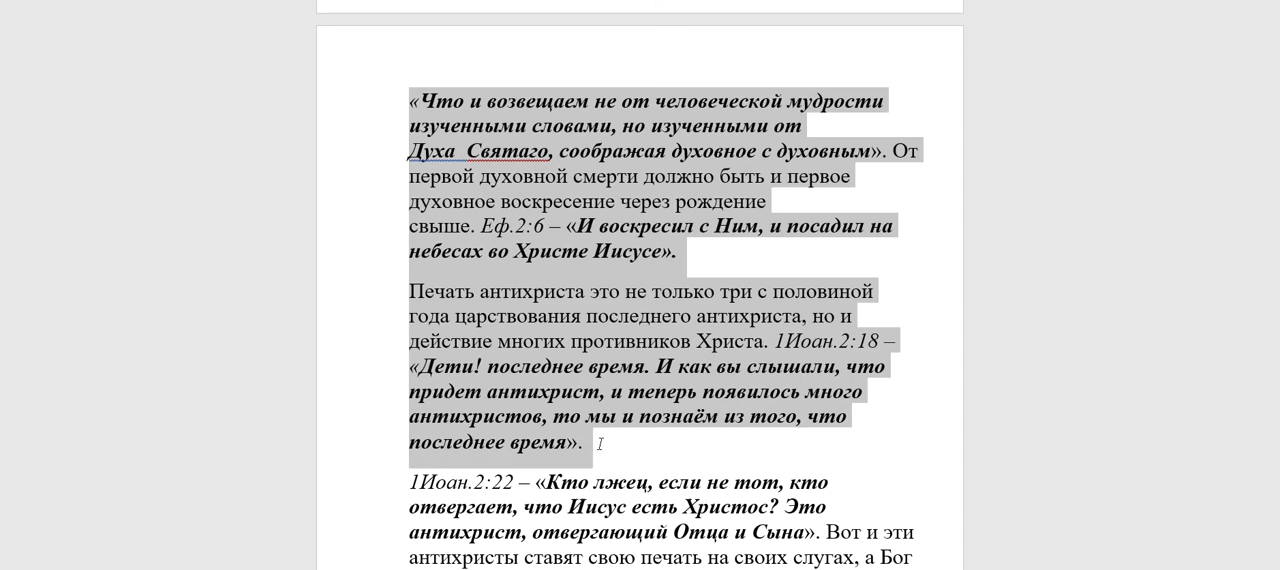 «Что и возвещаем не от человеческой мудрости
изученными словами, но изученными от
Духа  Святаго, соображая духовное с духовным». От
первой духовной смерти должно быть и первое
духовное воскресение через рождение
свыше. Еф.2:6 – «И воскресил с Ним, и посадил на
небесах во Христе Иисусе».
Печать антихриста это не только три с половиной
года царствования последнего антихриста, но и
действие многих противников Христа. 1Иоан.2:18 –
«Дети! последнее время. И как вы слышали, что
придет антихрист, и теперь появилось много
антихристов, то мы и познаём из того, что
последнее время».
1Иоан.2:22 – «Кто лжец, если не тот, кто
отвергает, что Иисус есть Христос? Это
антихрист, отвергающий Отца и Сына». Вот и эти
антихристы ставят свою печать на своих слугах, а Бог